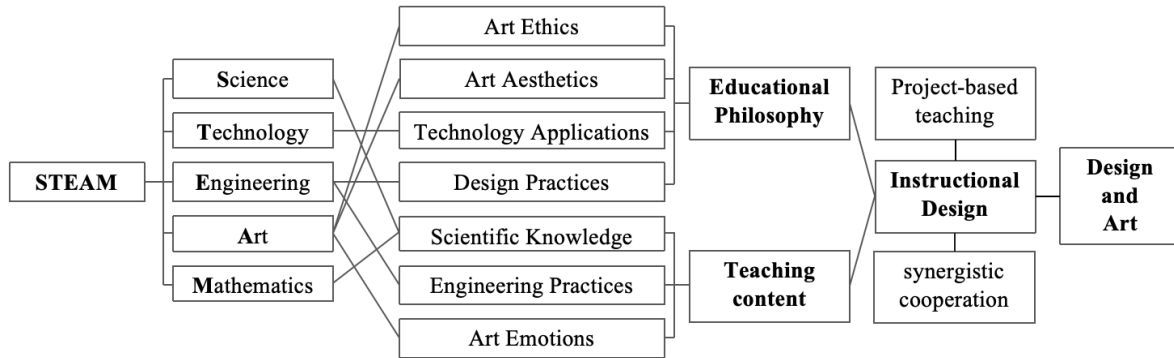 STEAM
Science
Technology
Engineering
Art
Mathematics
Art Ethics
Art Aesthetics
Technology Applications
Design Practices
Scientific Knowledge
Engineering Practices
Art Emotions
Educational
Philosophy
Teaching
content
Project-based
teaching
Instructional
Design
synergistic
cooperation
Design
and
Art